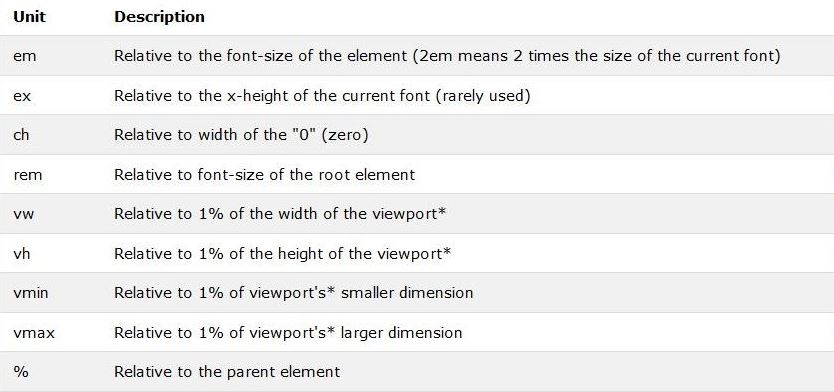 Unit Description
em Relative to the font-size of the element (2em means 2 times the size of the current font)
ex Relative to the x-height of the current font (rarely used)
ch Relative to width of the "0" (zero)
rem Relative to font-size of the root element
vw Relative to 1% of the width of the viewport*
vh Relative to 1% of the height of the viewport*
vmin Relative to 1% of viewport's* smaller dimension
vmax Relative to 1% of viewport's* larger dimension
% Relative to the parent element